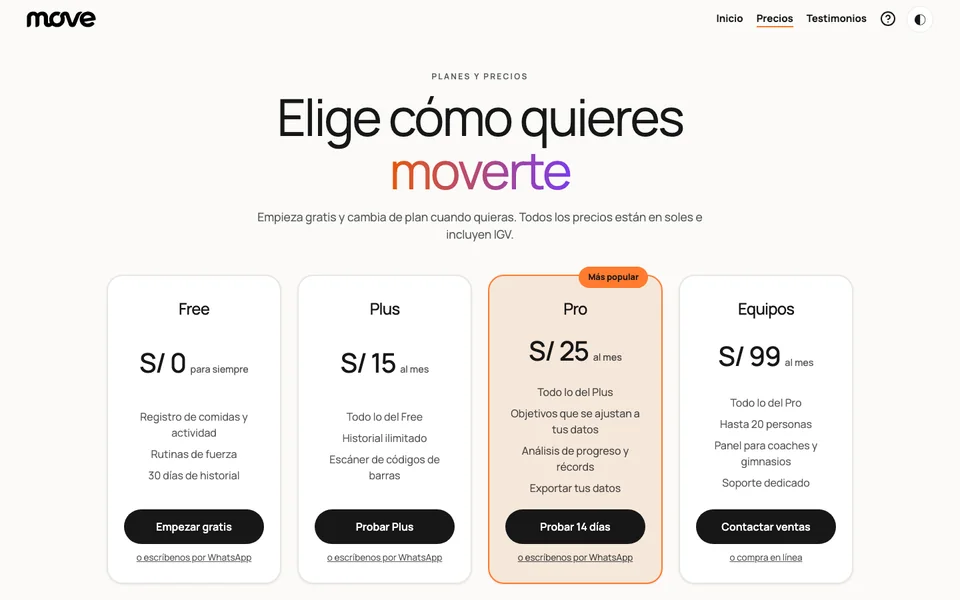 move
Inicio
Precios
Testimonios
?
PLANES Y PRECIOS
Elige cómo quieres
moverte
Empieza gratis y cambia de plan cuando quieras. Todos los precios están en soles e
incluyen IGV.
Free
S/ 0 para siempre
Registro de comidas y
actividad
Rutinas de fuerza
30 días de historial
Empezar gratis
o escríbenos por WhatsApp
Plus
S/ 15 al mes
Todo lo del Free
Historial ilimitado
Escáner de códigos de
barras
Probar Plus
o escríbenos por WhatsApp
Más popular
Pro
S/ 25 al mes
Todo lo del Plus
Objetivos que se ajustan a
tus datos
Análisis de progreso y
récords
Exportar tus datos
Probar 14 días
o escríbenos por WhatsApp
Equipos
S/ 99 al mes
Todo lo del Pro
Hasta 20 personas
Panel para coaches y
gimnasios
Soporte dedicado
Contactar ventas
o compra en línea